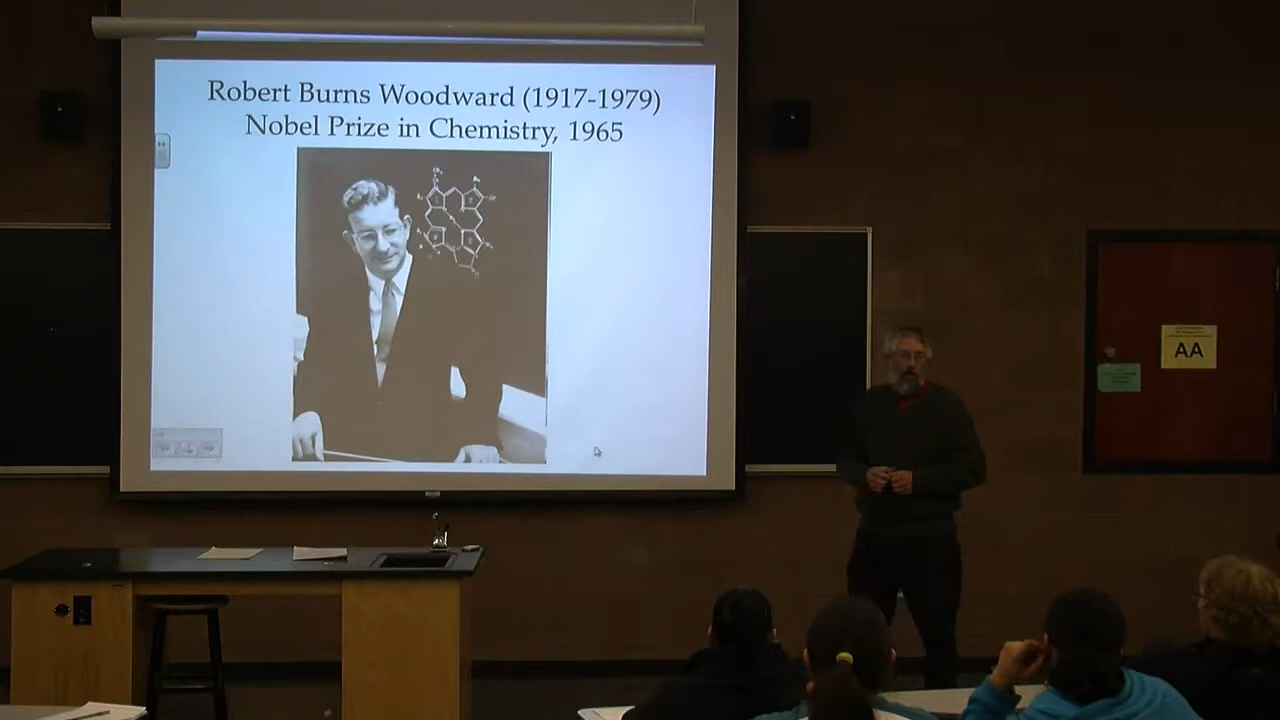 Robert Burns Woodward (1917-1979)
Nobel Prize in Chemistry, 1965
AA